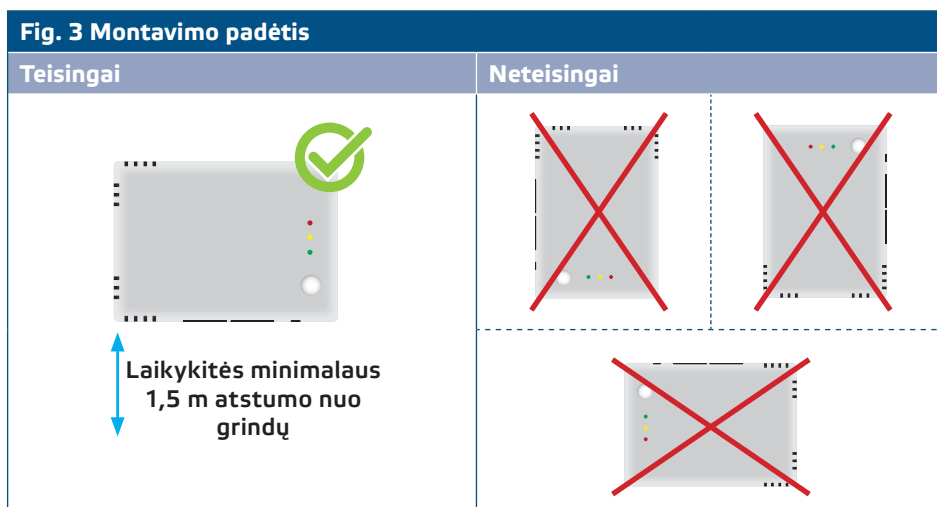 Fig. 3 Montavimo padėtis
Teisingai
Neteisingai
Laikykitės minimalaus
1,5 m atstumo nuo
grindų